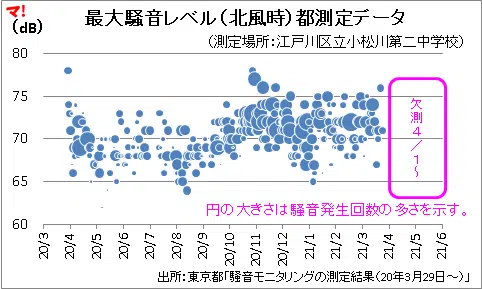 マ!
最大騒音レベル(北風時)都測定データ
(dB)
(測定場所:江戸川区立小松川第二中学校)
80
75
70
65
60
欠測4/1~
円の大きさは騒音発生回数の多さを示す。
20/3 20/4 20/5 20/6 20/7 20/8 20/9 20/10 20/11 20/12 21/1 21/2 21/3 21/4 21/5 21/6
出所:東京都「騒音モニタリングの測定結果(20年3月29日~)